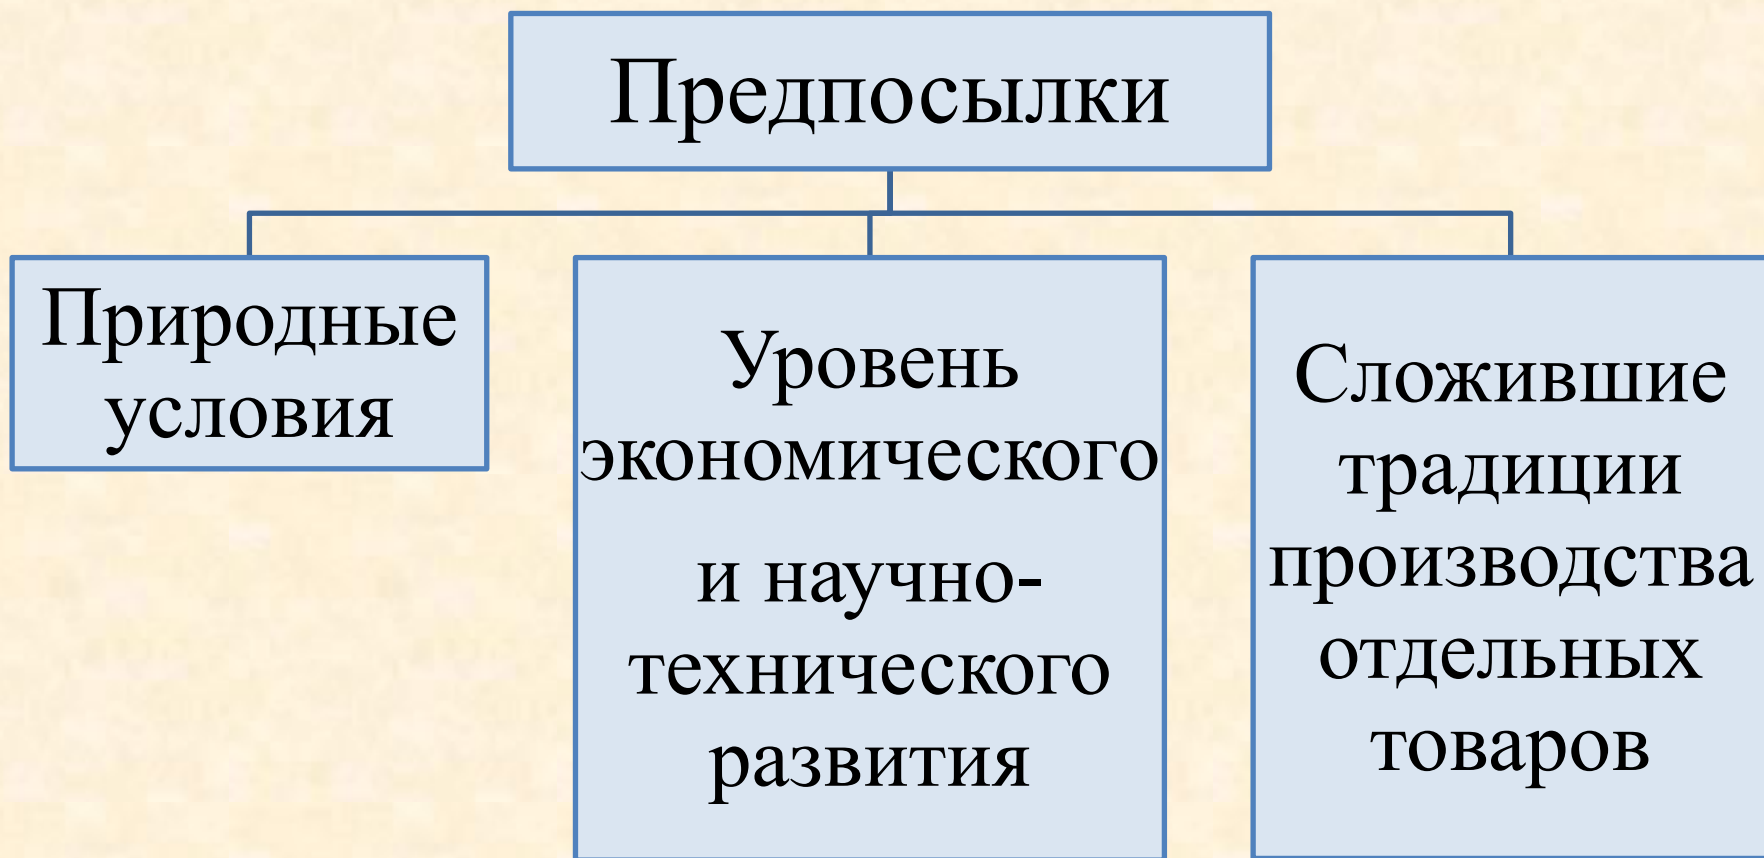 Предпосылки
Природные
условия
Уровень
экономического
и научно-
технического
развития
Сложившие
традиции
производства
отдельных
товаров